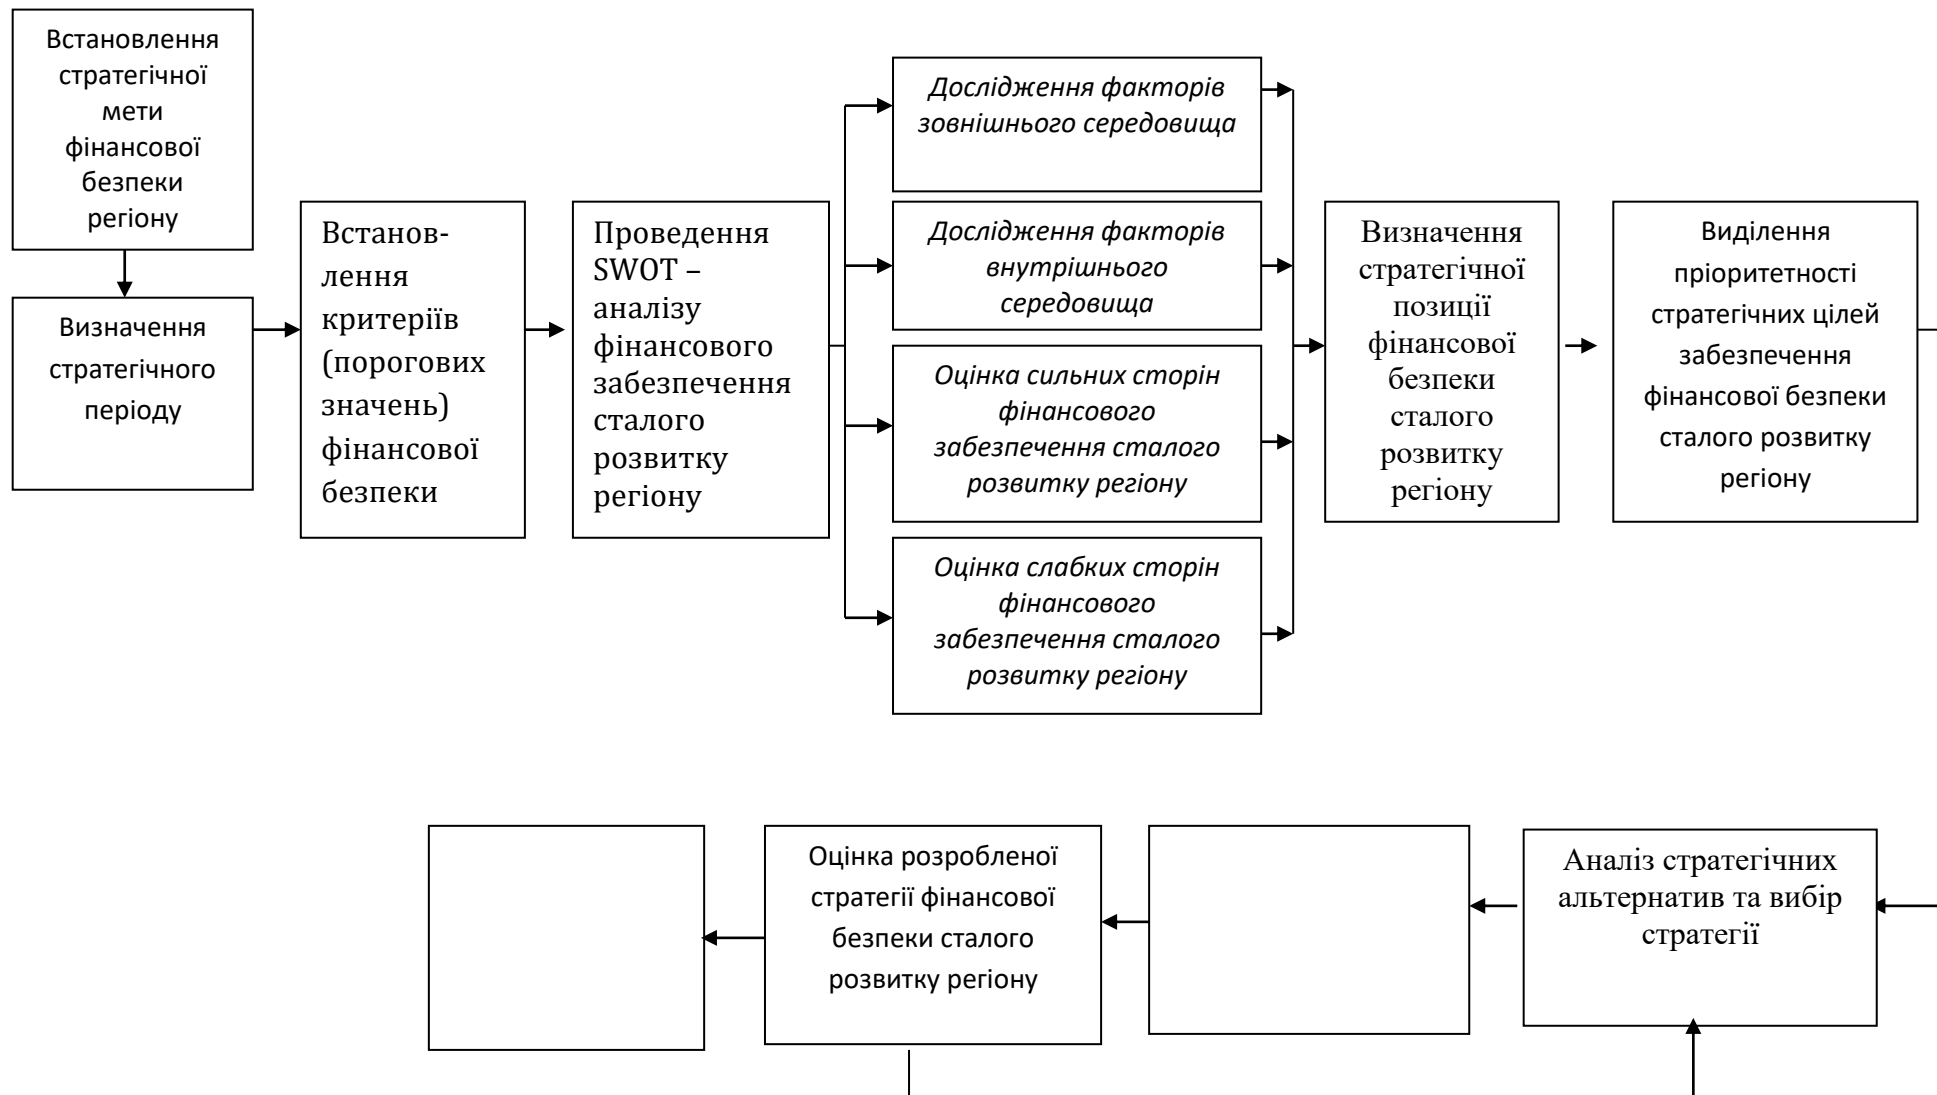 Встановлення
стратегічної
мети
фінансової
безпеки
регіону
Визначення
стратегічного
періоду
Встанов-
лення
критеріїв
(порогових
значень)
фінансової
безпеки
Проведення
SWOT –
аналізу
фінансового
забезпечення
сталого
розвитку
регіону
Дослідження факторів
зовнішнього середовища
Дослідження факторів
внутрішнього
середовища
Оцінка сильних сторін
фінансового
забезпечення сталого
розвитку регіону
Оцінка слабких сторін
фінансового
забезпечення сталого
розвитку регіону
Визначення
стратегічної
позиції
фінансової
безпеки
сталого
розвитку
регіону
Виділення
пріоритетності
стратегічних цілей
забезпечення
фінансової безпеки
сталого розвитку
регіону
Аналіз стратегічних
альтернатив та вибір
стратегії
Оцінка розробленої
стратегії фінансової
безпеки сталого
розвитку регіону